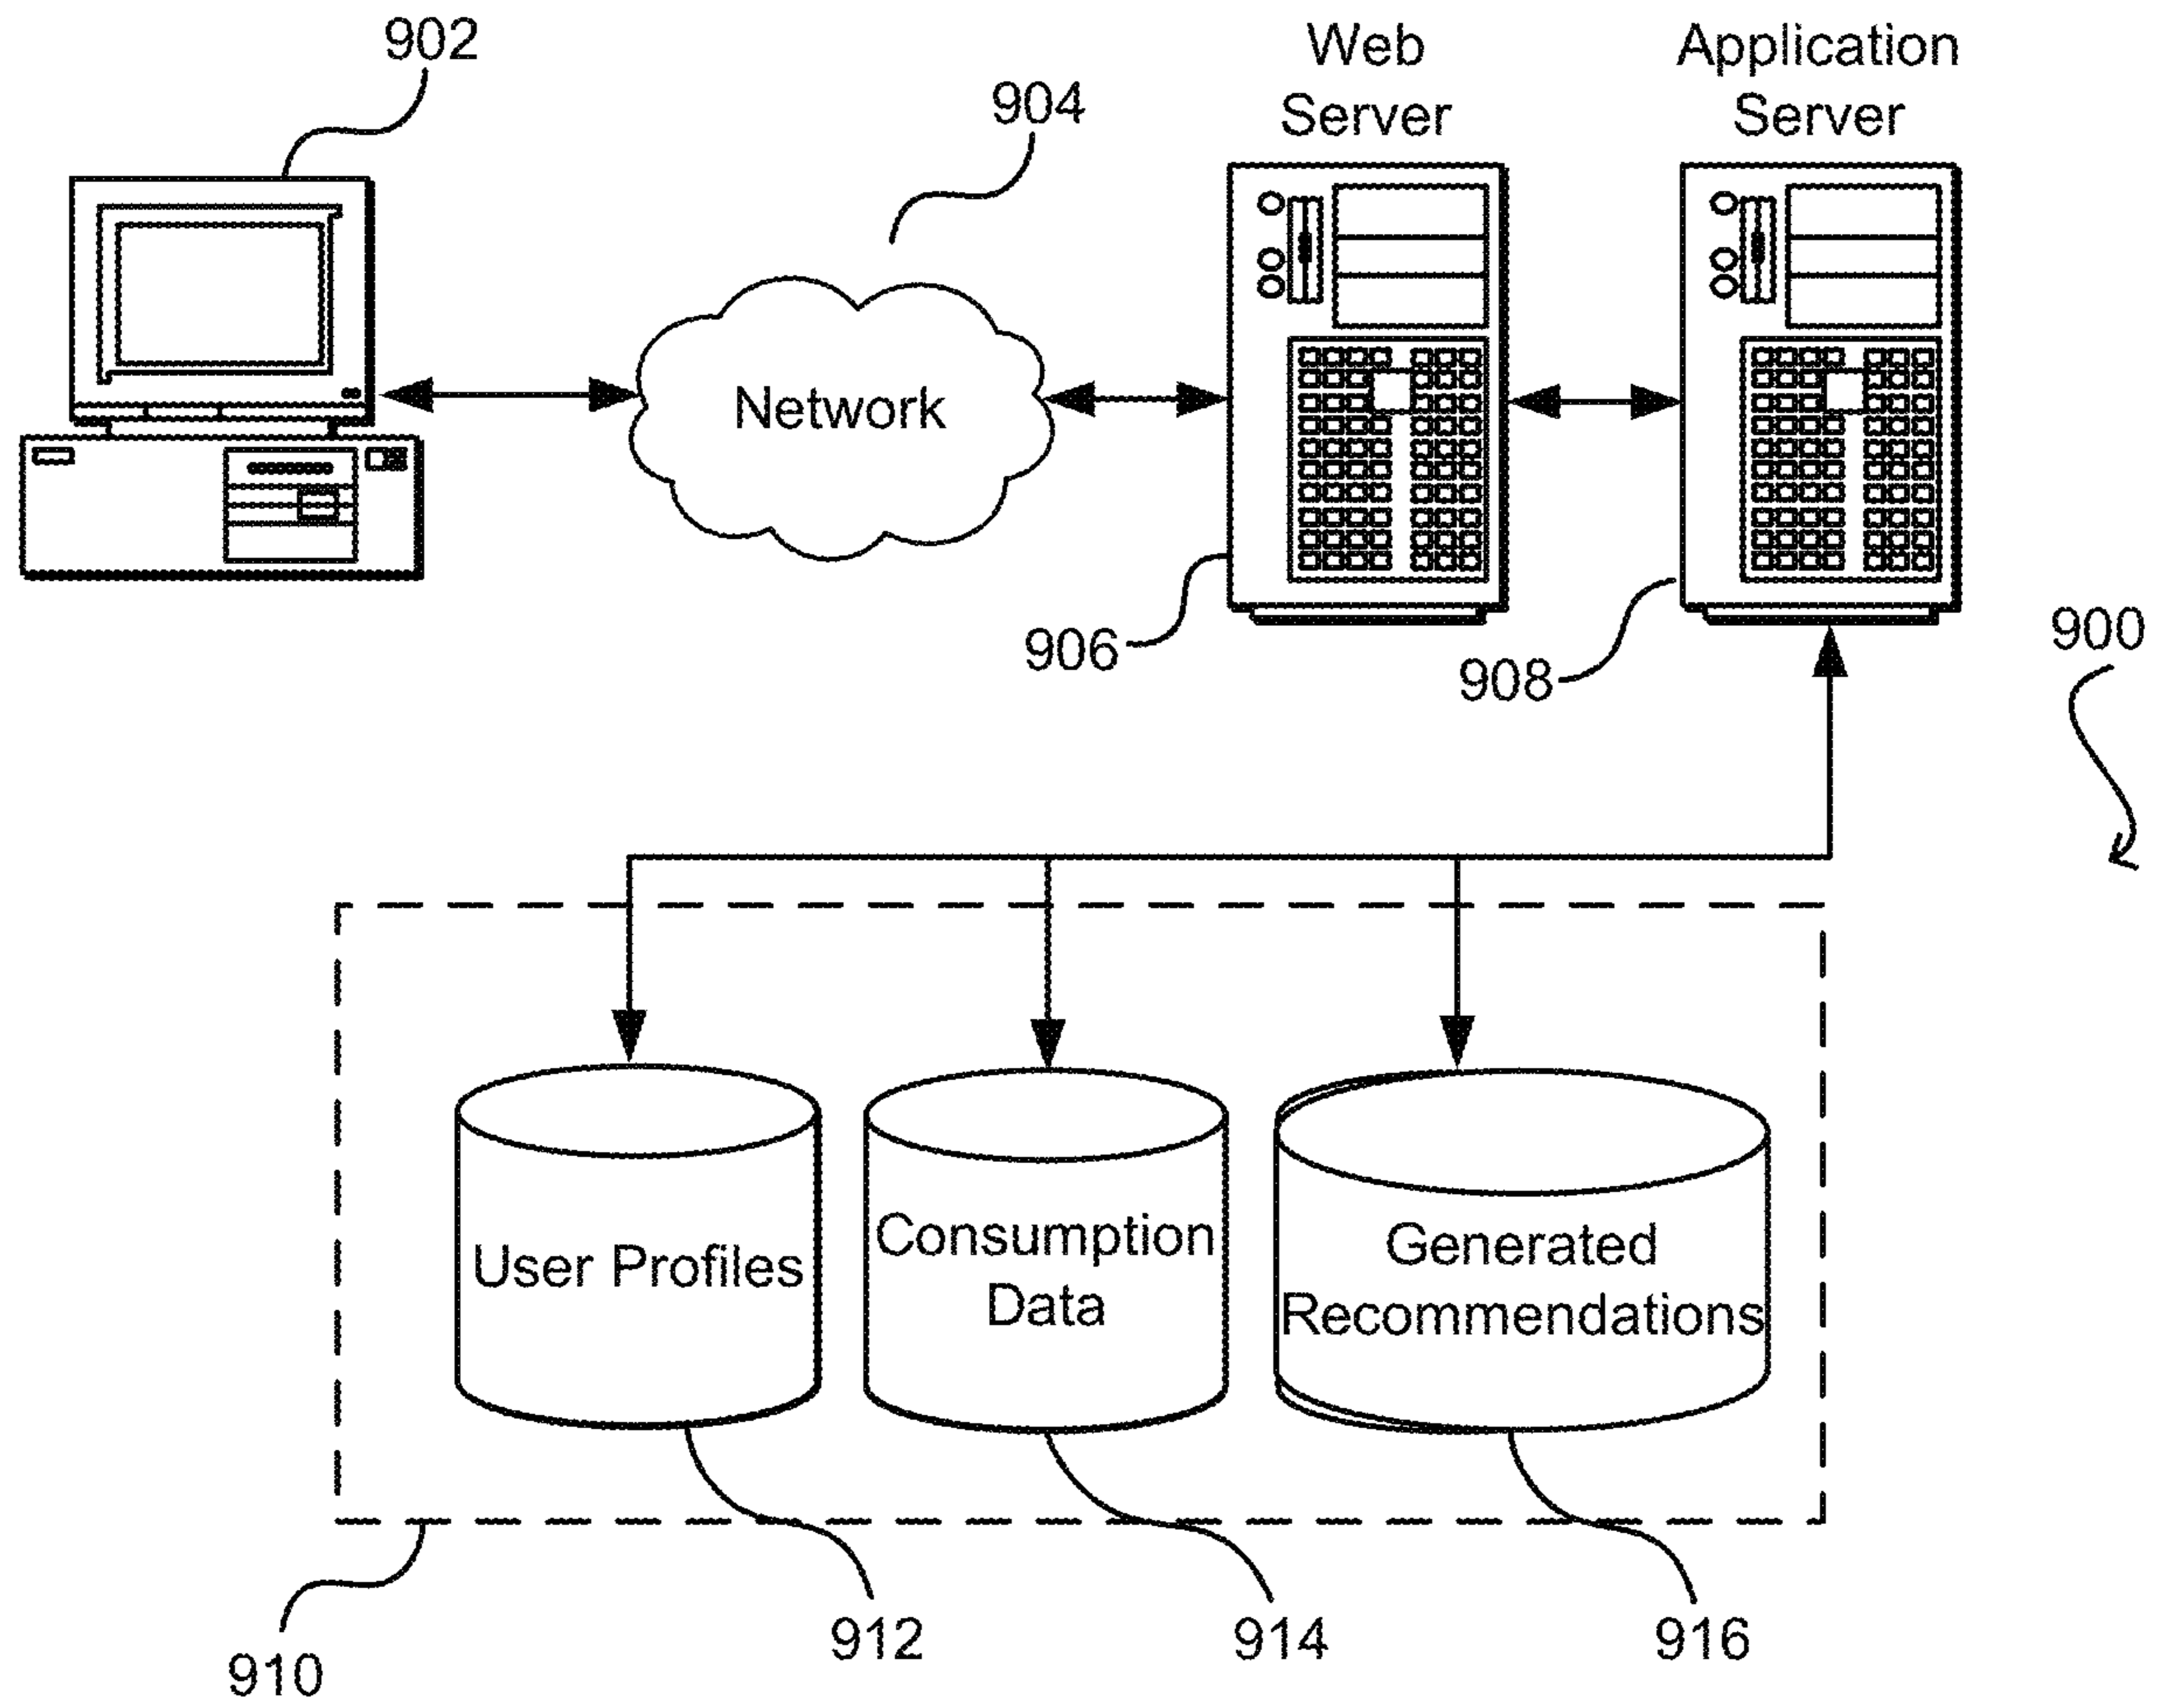 902
904
Web
Server
Application
Server
Network
906
908
900
User Profiles
Consumption
Data
Generated
Recommendations
910
912
914
916